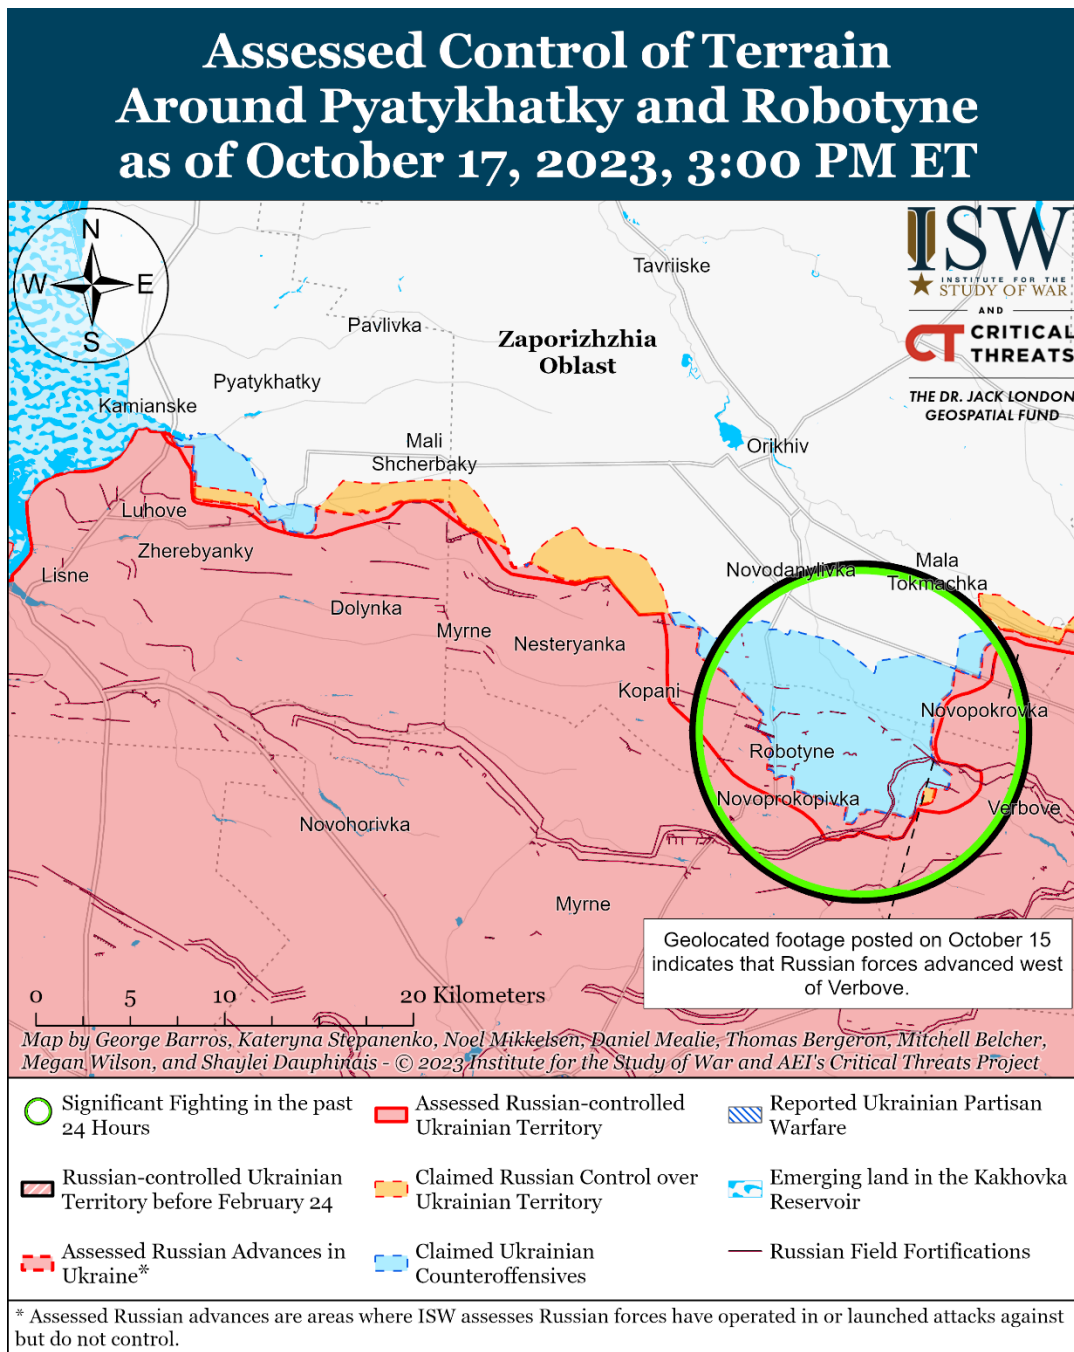 Assessed Control of Terrain
Around Pyatykhatky and Robotyne
as of October 17, 2023, 3:00 PM ET
N
W
E
S
ISW
INSTITUTE FOR THE
STUDY OF WAR
AND
CT CRITICAL
THREATS
THE DR. JACK LONDON
GEOSPATIAL FUND
Tavriiske
Pavlivka
Zaporizhzhia
Oblast
Pyatykhatky
Kamianske
Mali
Shcherbaky
Orikhiv
Luhove
Zherebyanky
Lisne
Novodanylivka
Mala
Tokmachka
Dolynka
Myrne
Nesteryanka
Kopani
Novopokrovka
Robotyne
Novoprokopivka
Verbove
Novohorivka
Myrne
Geolocated footage posted on October 15
indicates that Russian forces advanced west
of Verbove.
0 5 10 20 Kilometers
Map by George Barros, Kateryna Stepanenko, Noel Mikkelsen, Daniel Mealie, Thomas Bergeron, Mitchell Belcher,
Megan Wilson, and Shaylei Dauphinais - © 2023 Institute for the Study of War and AEI's Critical Threats Project
Significant Fighting in the past
24 Hours
Russian-controlled Ukrainian
Territory before February 24
Assessed Russian Advances in
Ukraine*
Assessed Russian-controlled
Ukrainian Territory
Claimed Russian Control over
Ukrainian Territory
Claimed Ukrainian
Counteroffensives
Reported Ukrainian Partisan
Warfare
Emerging land in the Kakhovka
Reservoir
Russian Field Fortifications
* Assessed Russian advances are areas where ISW assesses Russian forces have operated in or launched attacks against
but do not control.